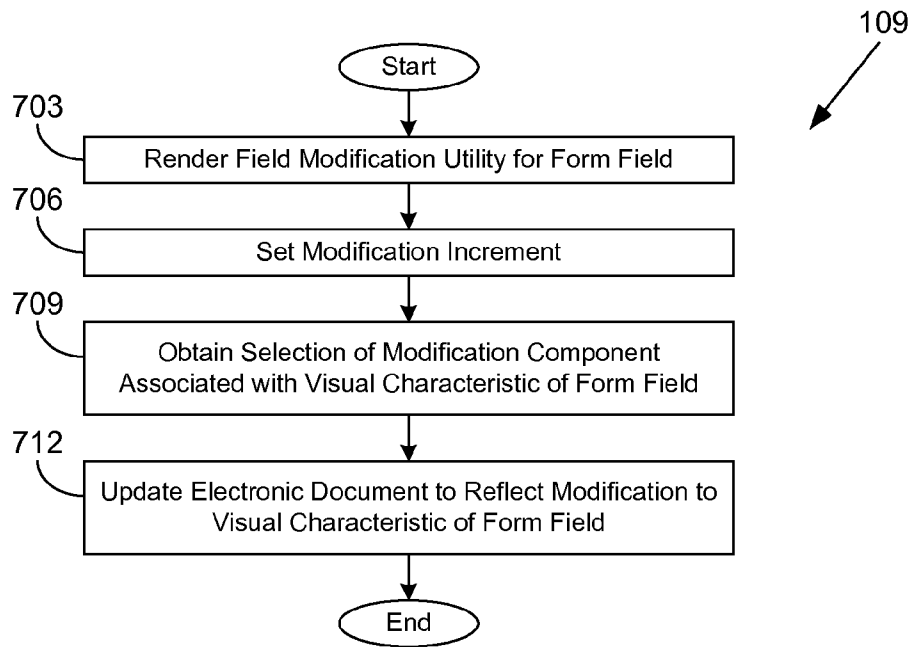 109
Start
703
Render Field Modification Utility for Form Field
706
Set Modification Increment
709
Obtain Selection of Modification Component
Associated with Visual Characteristic of Form Field
712
Update Electronic Document to Reflect Modification to
Visual Characteristic of Form Field
End